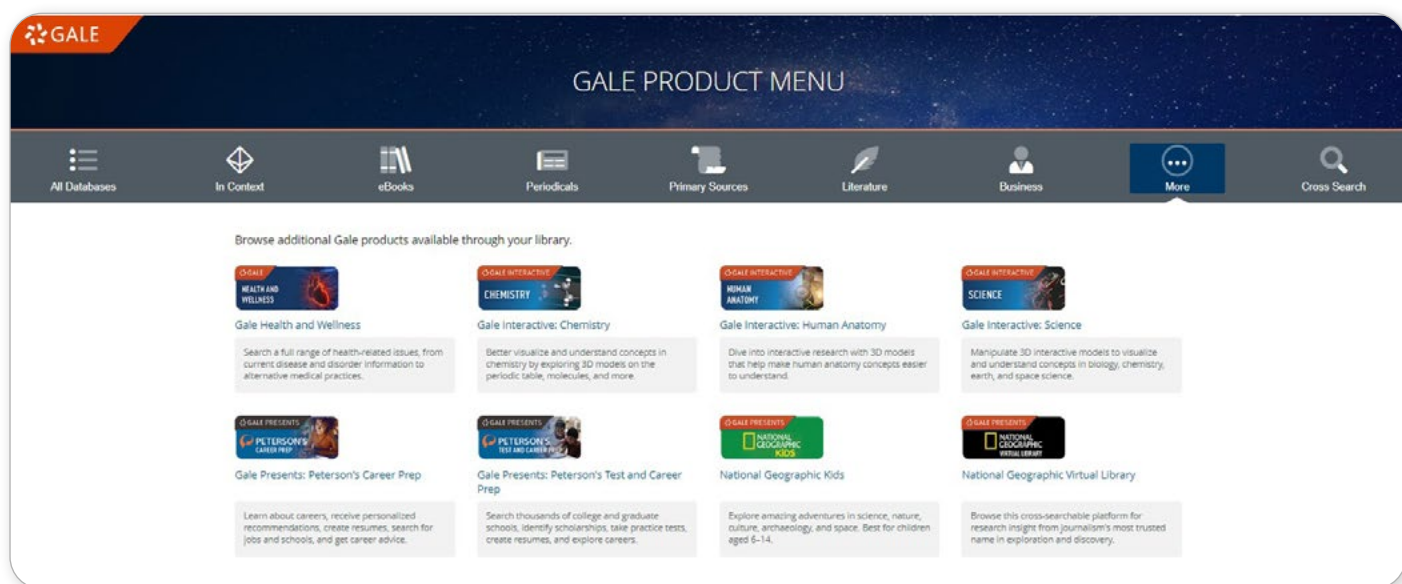 GALE
GALE PRODUCT MENU
All Databases
In Context
eBooks
Periodicals
Primary Sources
Literature
Business
More
Cross Search
Browse additional Gale products available through your library.
GALE
HEALTH AND
WELLNESS
GALE INTERACTIVE
CHEMISTRY
GALE INTERACTIVE
HUMAN
ANATOMY
GALE INTERACTIVE
SCIENCE
Gale Health and Wellness
Gale Interactive: Chemistry
Gale Interactive: Human Anatomy
Gale Interactive: Science
Search a full range of health-related issues, from
current disease and disorder information to
alternative medical practices.
Better visualize and understand concepts in
chemistry by exploring 3D models on the
periodic table, molecules, and more.
Dive into interactive research with 3D models
that help make human anatomy concepts easier
to understand.
Manipulate 3D interactive models to visualize
and understand concepts in biology, chemistry,
earth, and space science.
GALE PRESENTS
PETERSON'S
CAREER PREP
GALE PRESENTS
PETERSON'S
TEST AND CAREER PREP
GALE PRESENTS
NATIONAL
GEOGRAPHIC
KIDS
GALE PRESENTS
NATIONAL
GEOGRAPHIC
VIRTUAL LIBRARY
Gale Presents: Peterson's Career Prep
Gale Presents: Peterson's Test and Career
Prep
National Geographic Kids
National Geographic Virtual Library
Learn about careers, receive personalized
recommendations, create resumes, search for
jobs and schools, and get career advice.
Search thousands of college and graduate
schools, identify scholarships, take practice tests,
create resumes, and explore careers.
Explore amazing adventures in science, nature,
culture, archaeology, and space. Best for children
aged 6–14.
Browse this cross-searchable platform for
research insight from journalism's most trusted
name in exploration and discovery.